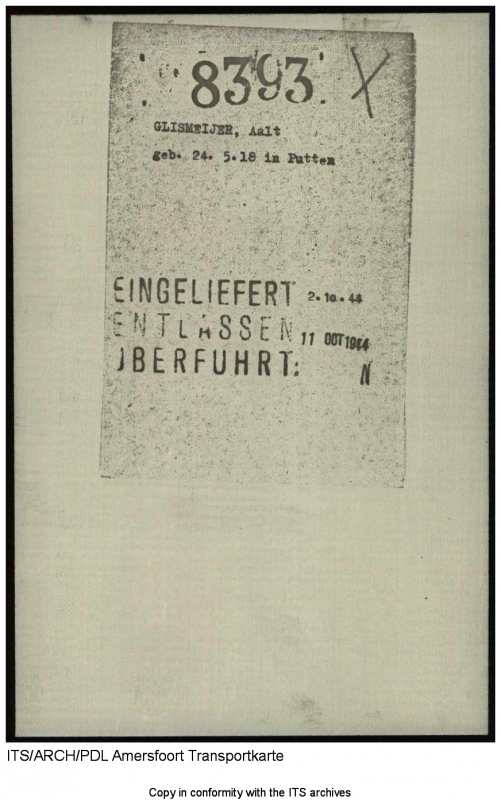 8393. X
GLISMEIJER, Aalt
geb. 24. 5.18 in Putten
EINGELIEFERT 2.10.44
ENTLASSEN 11 OCT 1944
ÜBERFUHRT: N
ITS/ARCH/PDL Amersfoort Transportkarte
Copy in conformity with the ITS archives